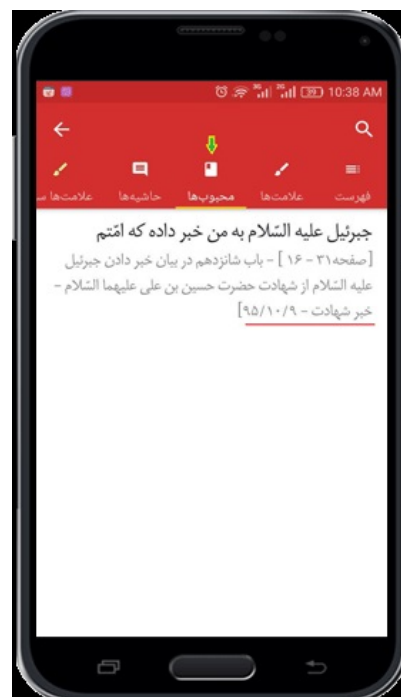 39 10:38 AM
فهرست
علامت‌ها
محبوب‌ها
حاشیه‌ها
علامت‌ها
جبرئیل علیه السّلام به من خبر داده که امّتم
[صفحه۳۱ - ۱۶ ] - باب شانزدهم در بیان خبر دادن جبرئیل
علیه السّلام از شهادت حضرت حسین بن علی علیهما السّلام -
خبر شهادت - ۹۵/۱۰/۹]